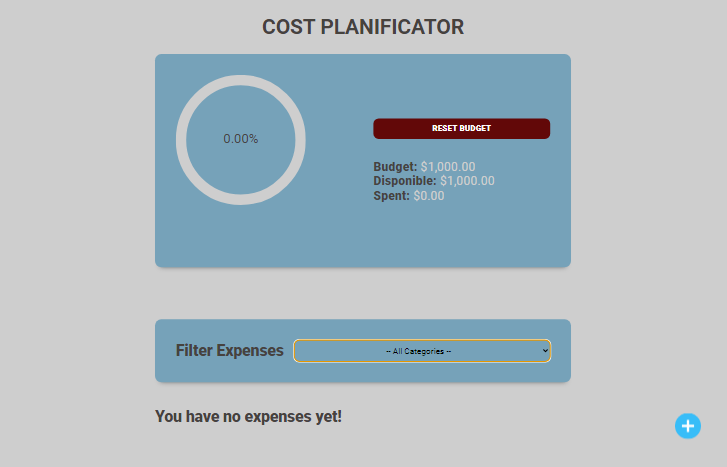 COST PLANIFICATOR
0.00%
RESET BUDGET
Budget: $1,000.00
Disponible: $1,000.00
Spent: $0.00
Filter Expenses
-- All Categories --
You have no expenses yet!